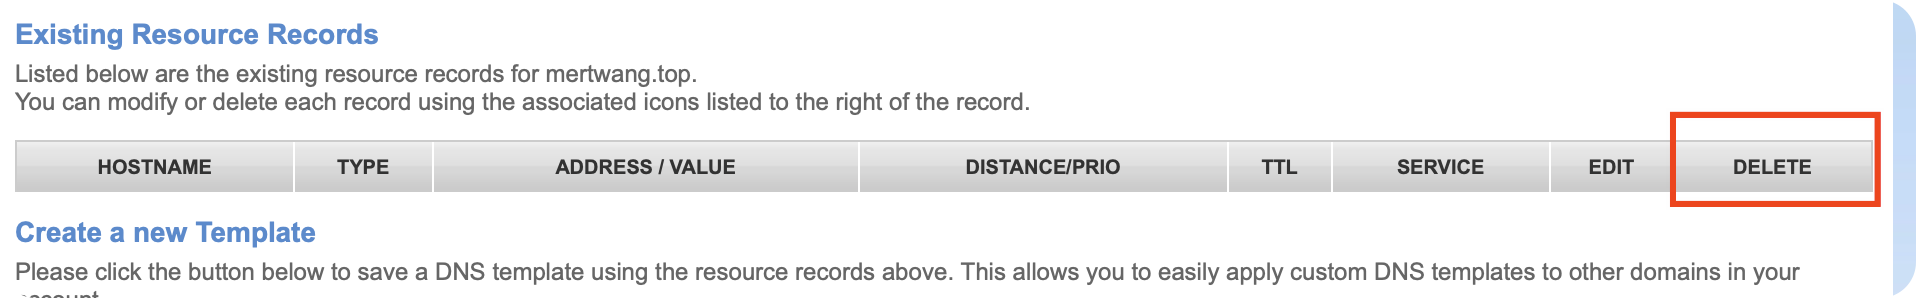 Existing Resource Records
Listed below are the existing resource records for mertwang.top.
You can modify or delete each record using the associated icons listed to the right of the record.
HOSTNAME TYPE ADDRESS / VALUE DISTANCE/PRIO TTL SERVICE EDIT DELETE
Create a new Template
Please click the button below to save a DNS template using the resource records above. This allows you to easily apply custom DNS templates to other domains in your